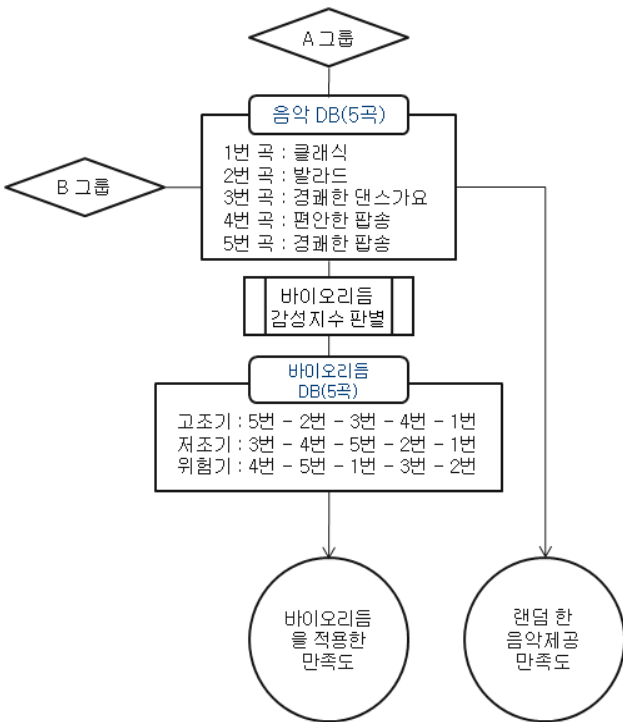 A 그룹
음악 DB(5곡)
1번 곡 : 클래식
2번 곡 : 발라드
B 그룹
3번 곡 : 경쾌한 댄스가요
4번 곡 : 편안한 팝송
5번 곡 : 경쾌한 팝송
바이오리듬
감성지수 판별
바이오리듬
DB(5곡)
고조기 : 5번 - 2번 - 3번 - 4번 - 1번
저조기 : 3번 - 4번 - 5번 - 2번 - 1번
위험기 : 4번 - 5번 - 1번 - 3번 - 2번
바이오리듬
을 적용한
만족도
랜덤 한
음악제공
만족도